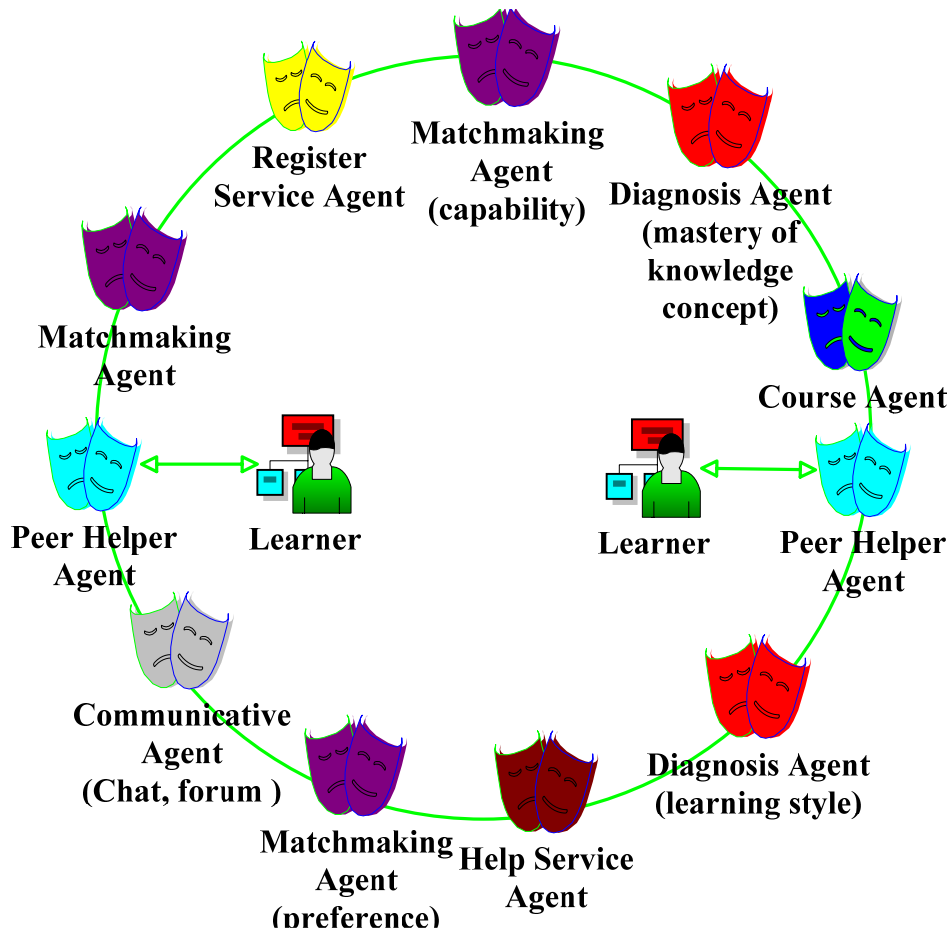 Matchmaking
Agent
(capability)
Register
Service Agent
Diagnosis Agent
(mastery of
knowledge
concept)
Matchmaking
Agent
Course Agent
Peer Helper
Agent
Learner
Learner
Peer Helper
Agent
Communicative
Agent
(Chat, forum )
Diagnosis Agent
(learning style)
Matchmaking
Agent
(preference)
Help Service
Agent